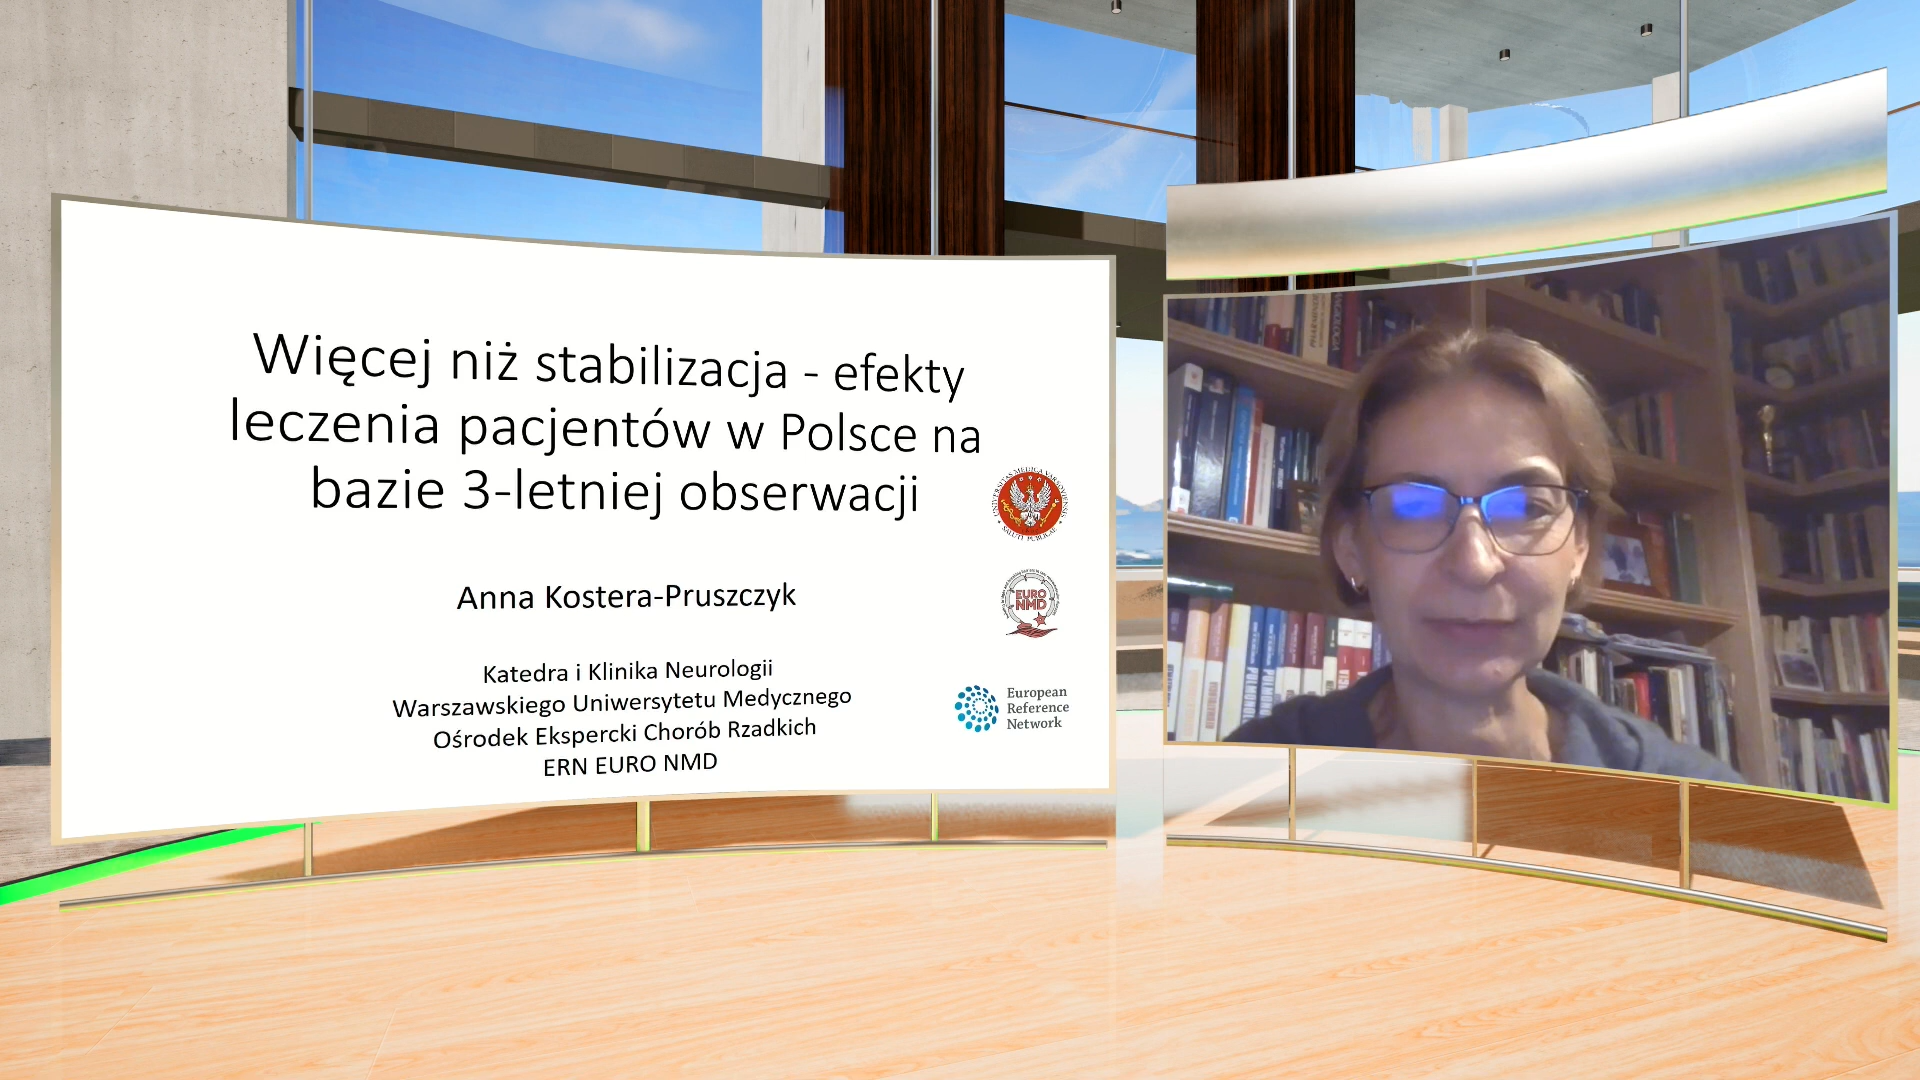 Więcej niż stabilizacja - efekty
leczenia pacjentów w Polsce na
bazie 3-letniej obserwacji
Anna Kostera-Pruszczyk
Katedra i Klinika Neurologii
Warszawskiego Uniwersytetu Medycznego
Ośrodek Ekspercki Chorób Rzadkich
ERN EURO NMD
EURO
NMD
European
Reference
Network